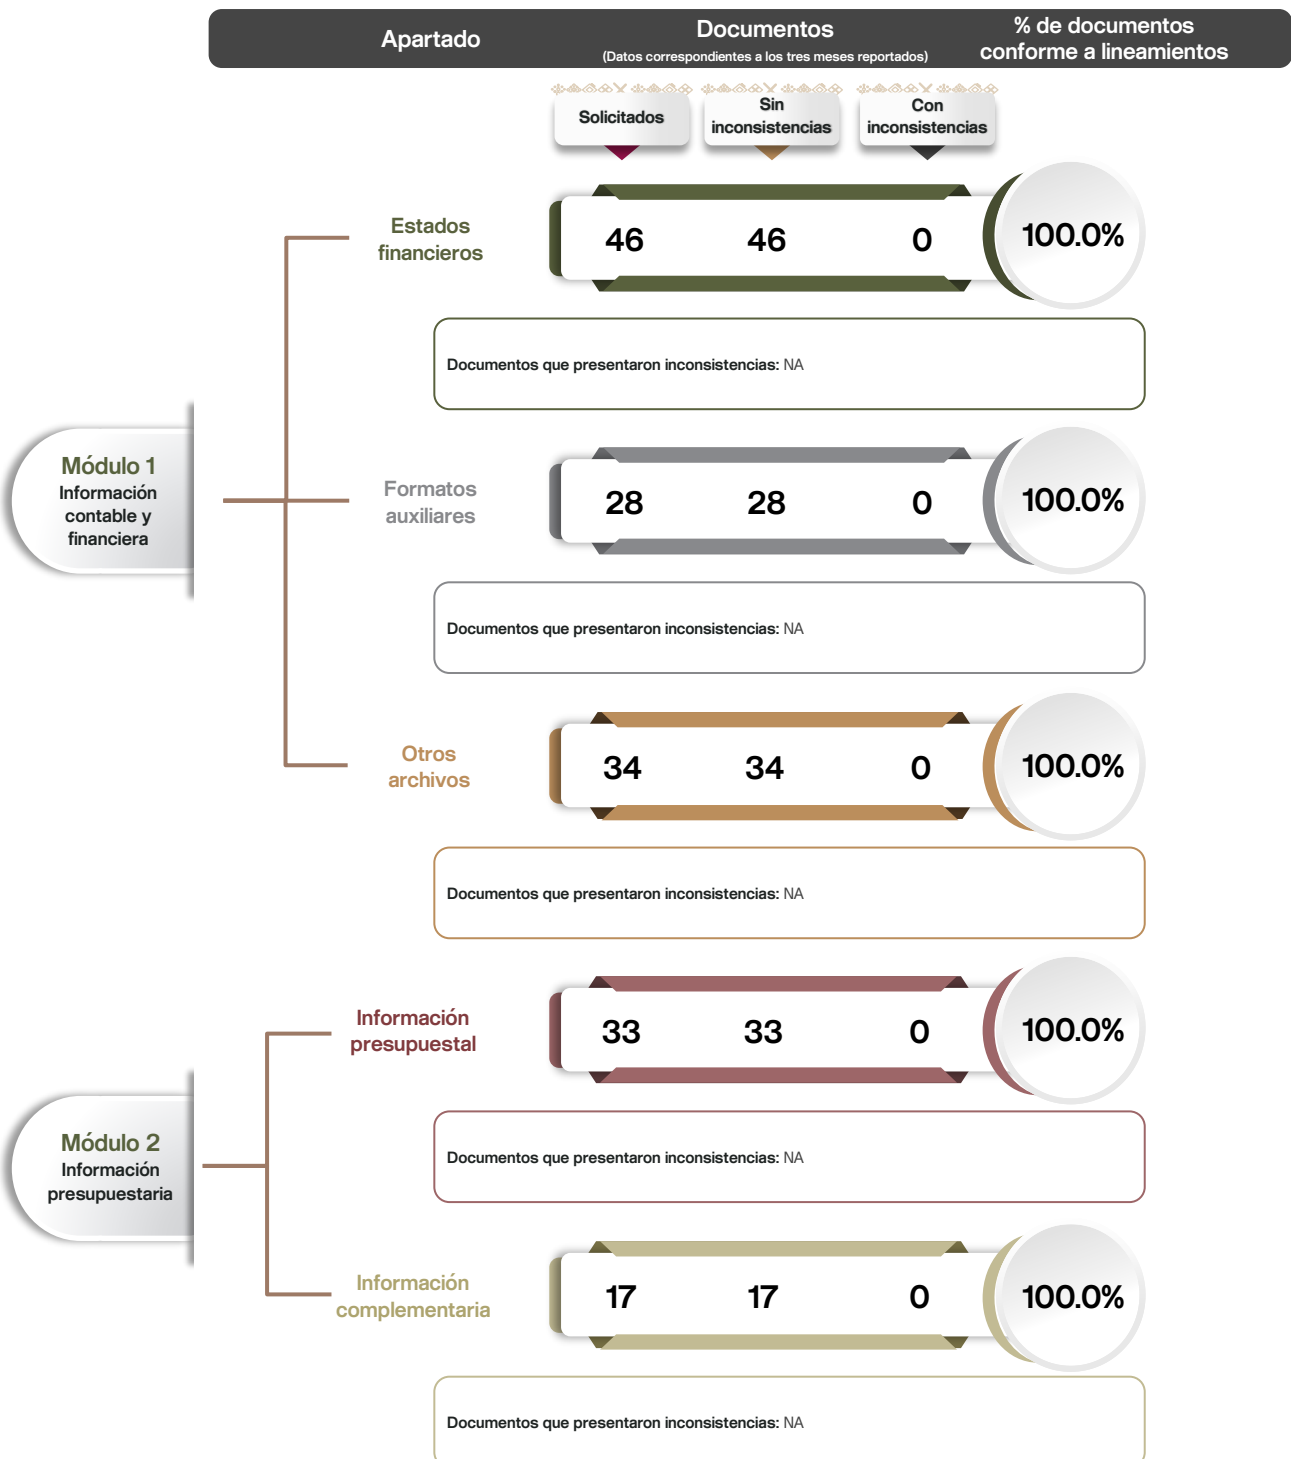 Apartado
Documentos
(Datos correspondientes a los tres meses reportados)
% de documentos
conforme a lineamientos
Solicitados
Sin
inconsistencias
Con
inconsistencias
Módulo 1
Información
contable y
financiera
Estados
financieros
46 46 0 100.0%
Documentos que presentaron inconsistencias: NA
Formatos
auxiliares
28 28 0 100.0%
Documentos que presentaron inconsistencias: NA
Otros
archivos
34 34 0 100.0%
Documentos que presentaron inconsistencias: NA
Módulo 2
Información
presupuestaria
Información
presupuestal
33 33 0 100.0%
Documentos que presentaron inconsistencias: NA
Información
complementaria
17 17 0 100.0%
Documentos que presentaron inconsistencias: NA